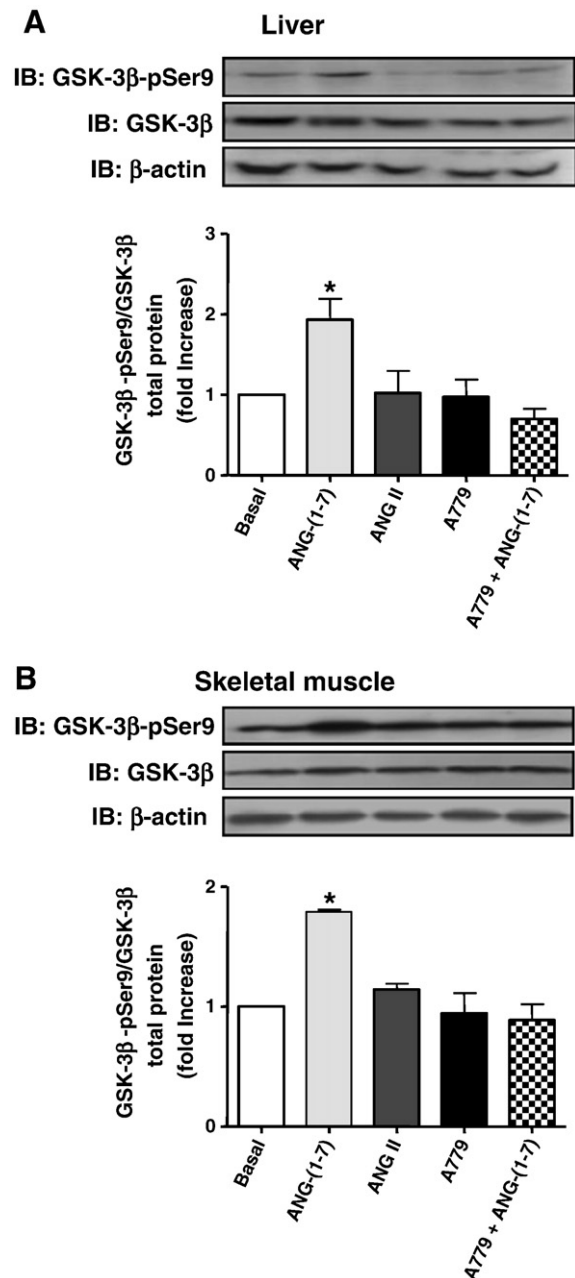 A
Liver
IB: GSK-3β-pSer9
IB: GSK-3β
IB: β-actin
GSK-3β -pSer9/GSK-3β
total protein
(fold Increase)
3
2
1
0
*
Basal
ANG-(1-7)
ANG II
A779
A779 + ANG-(1-7)
B
Skeletal muscle
IB: GSK-3β-pSer9
IB: GSK-3β
IB: β-actin
GSK-3β -pSer9/GSK-3β
total protein
(fold Increase)
2
1
0
*
Basal
ANG-(1-7)
ANG II
A779
A779 + ANG-(1-7)